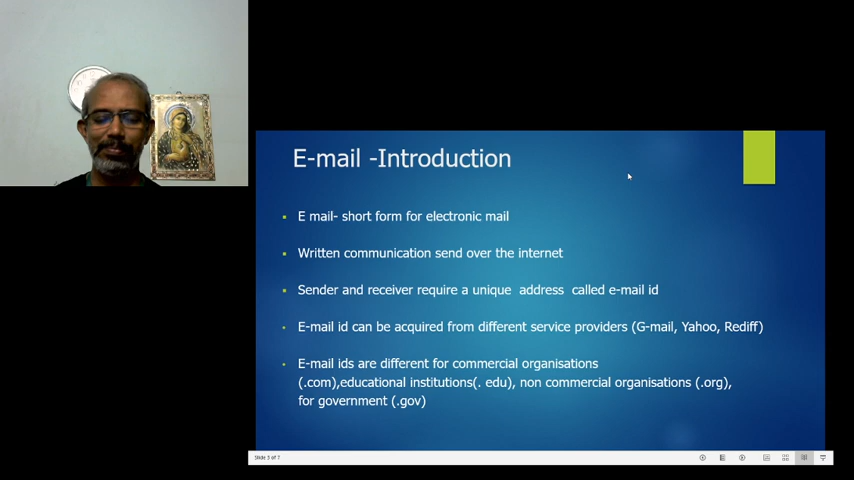 E-mail -Introduction
E mail- short form for electronic mail
Written communication send over the internet
Sender and receiver require a unique address called e-mail id
E-mail id can be acquired from different service providers (G-mail, Yahoo, Rediff)
E-mail ids are different for commercial organisations
(.com),educational institutions(. edu), non commercial organisations (.org),
for government (.gov)
Slide 3 of 7